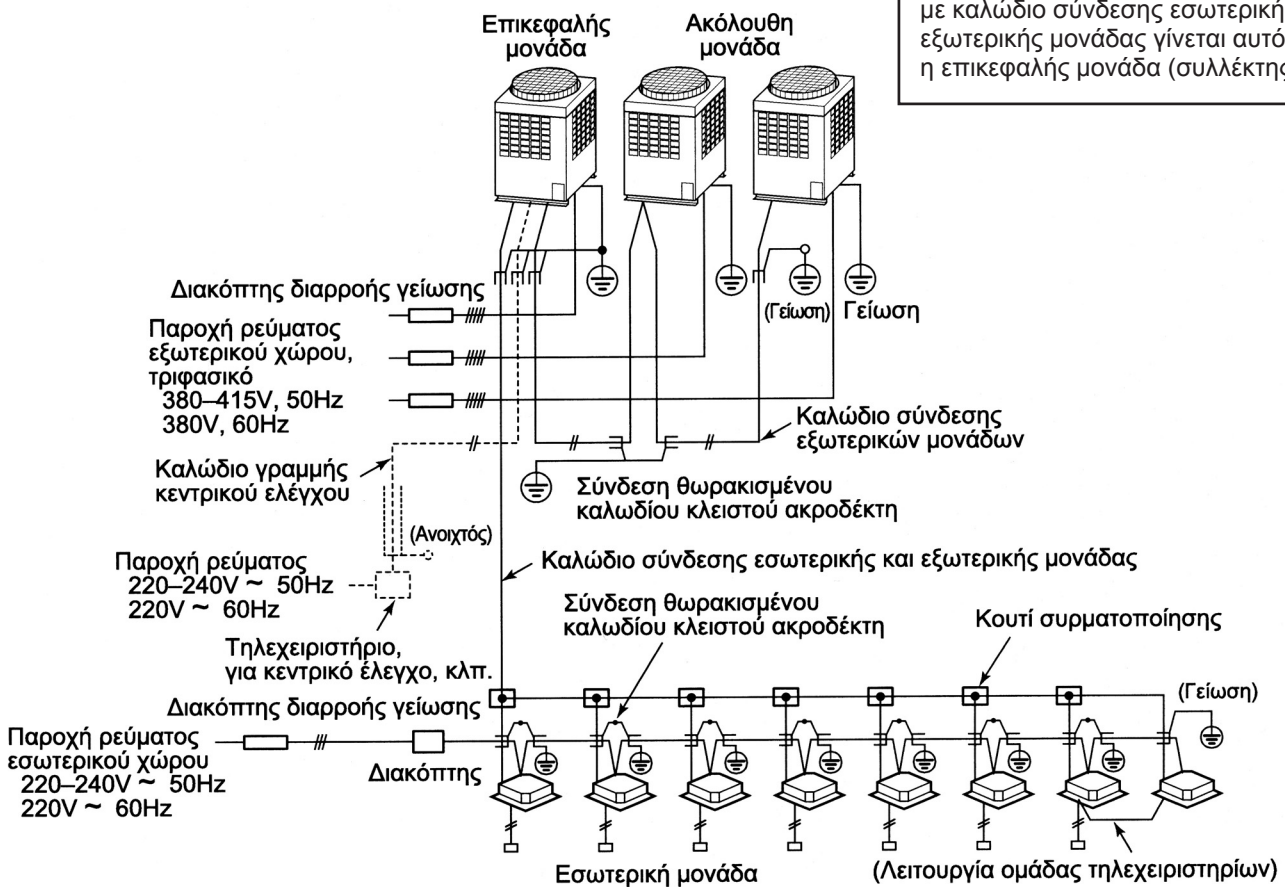 με καλώδιο σύνδεσης εσωτερική
εξωτερικής μονάδας γίνεται αυτό
η επικεφαλής μονάδα (συλλέκτης
Επικεφαλής
μονάδα
Ακόλουθη
μονάδα
Διακόπτης διαρροής γείωσης
(Γείωση)
Γείωση
Παροχή ρεύματος
εξωτερικού χώρου,
τριφασικό
380–415V, 50Hz
380V, 60Hz
Καλώδιο σύνδεσης
εξωτερικών μονάδων
Καλώδιο γραμμής
κεντρικού ελέγχου
Σύνδεση θωρακισμένου
καλωδίου κλειστού ακροδέκτη
(Ανοιχτός)
Παροχή ρεύματος
220–240V ~ 50Hz
220V ~ 60Hz
Καλώδιο σύνδεσης εσωτερικής και εξωτερικής μονάδας
Σύνδεση θωρακισμένου
καλωδίου κλειστού ακροδέκτη
Κουτί συρματοποίησης
Τηλεχειριστήριο,
για κεντρικό έλεγχο, κλπ.
(Γείωση)
Διακόπτης διαρροής γείωσης
Παροχή ρεύματος
εσωτερικού χώρου
220–240V ~ 50Hz
220V ~ 60Hz
Διακόπτης
Εσωτερική μονάδα
(Λειτουργία ομάδας τηλεχειριστηρίων)